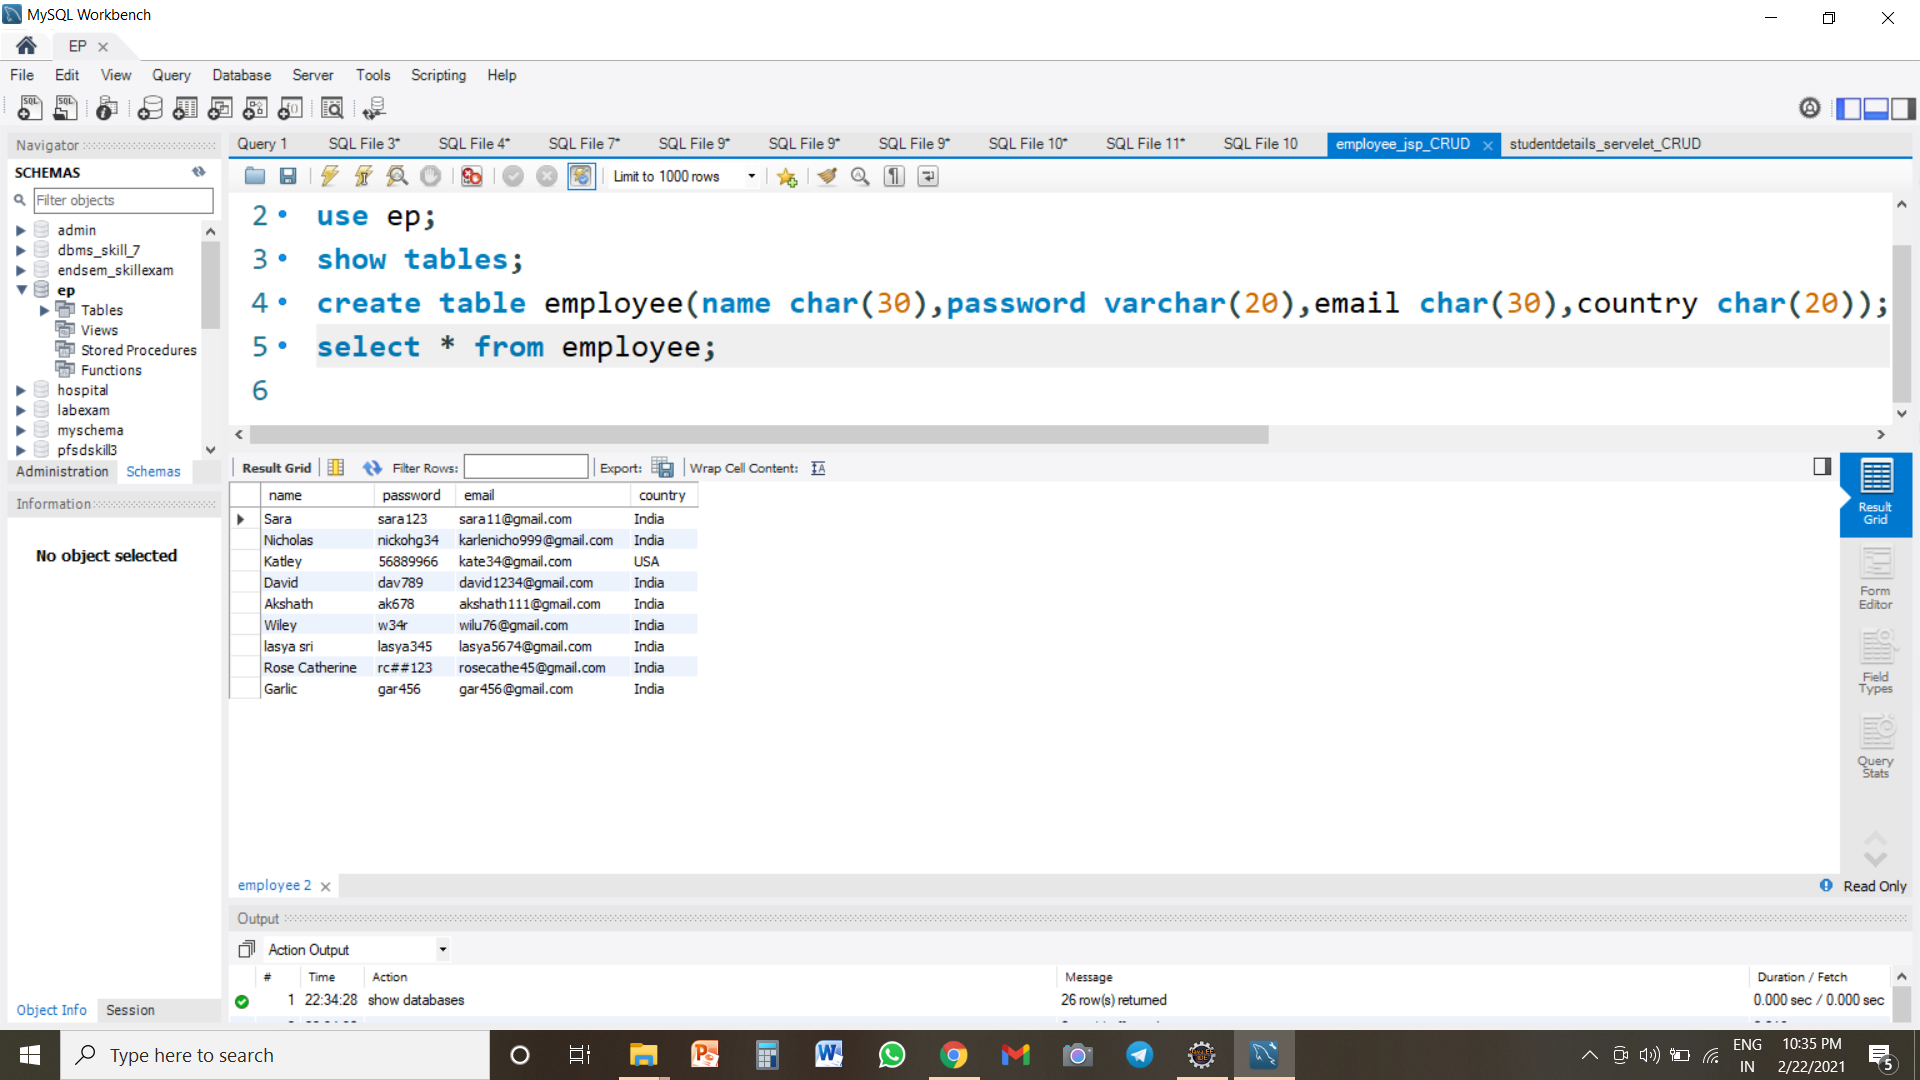 MySQL Workbench
EP
File Edit View Query Database Server Tools Scripting Help
Navigator
SCHEMAS
Filter objects
admin
dbms_skill_7
endsem_skillexam
ep
Tables
Views
Stored Procedures
Functions
hospital
labexam
myschema
pfsdskill3
Administration Schemas
Information
No object selected
Object Info Session
Query 1 SQL File 3* SQL File 4* SQL File 7* SQL File 9* SQL File 9* SQL File 9* SQL File 10* SQL File 11* SQL File 10 employee_jsp_CRUD studentdetails_servelet_CRUD
Limit to 1000 rows
2 use ep;
3 show tables;
4 create table employee(name char(30),password varchar(20),email char(30),country char(20));
5 select * from employee;
6
Result Grid Filter Rows: Export: Wrap Cell Content:
name password email country
Sara sara123 sara11@gmail.com India
Nicholas nickohg34 karlenicho999@gmail.com India
Katley 56889966 kate34@gmail.com USA
David dav789 david1234@gmail.com India
Akshath ak678 akshath111@gmail.com India
Wiley w34r wilu76@gmail.com India
lasya sri lasya345 lasya5674@gmail.com India
Rose Catherine rc##123 rosecathe45@gmail.com India
Garlic gar456 gar456@gmail.com India
Result
Grid
Form
Editor
Field
Types
Query
Stats
employee 2
Read Only
Output
Action Output
# Time Action Message Duration / Fetch
1 22:34:28 show databases 26 row(s) returned 0.000 sec / 0.000 sec
Type here to search
ENG
IN
10:35 PM
2/22/2021
5